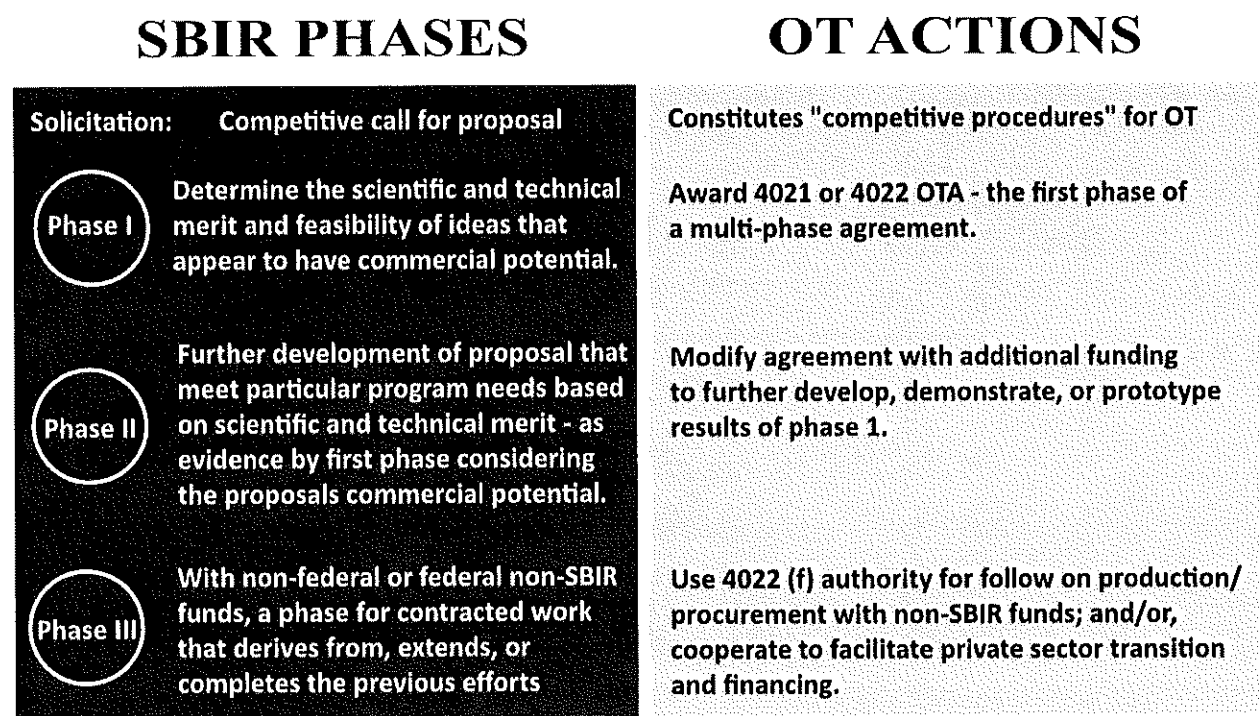 SBIR PHASES
OT ACTIONS
Solicitation: Competitive call for proposal
Constitutes "competitive procedures" for OT
Phase I
Determine the scientific and technical
merit and feasibility of ideas that
appear to have commercial potential.
Award 4021 or 4022 OTA - the first phase of
a multi-phase agreement.
Phase II
Further development of proposal that
meet particular program needs based
on scientific and technical merit - as
evidence by first phase considering
the proposals commercial potential.
Modify agreement with additional funding
to further develop, demonstrate, or prototype
results of phase 1.
Phase III
With non-federal or federal non-SBIR
funds, a phase for contracted work
that derives from, extends, or
completes the previous efforts
Use 4022 (f) authority for follow on production/
procurement with non-SBIR funds; and/or,
cooperate to facilitate private sector transition
and financing.